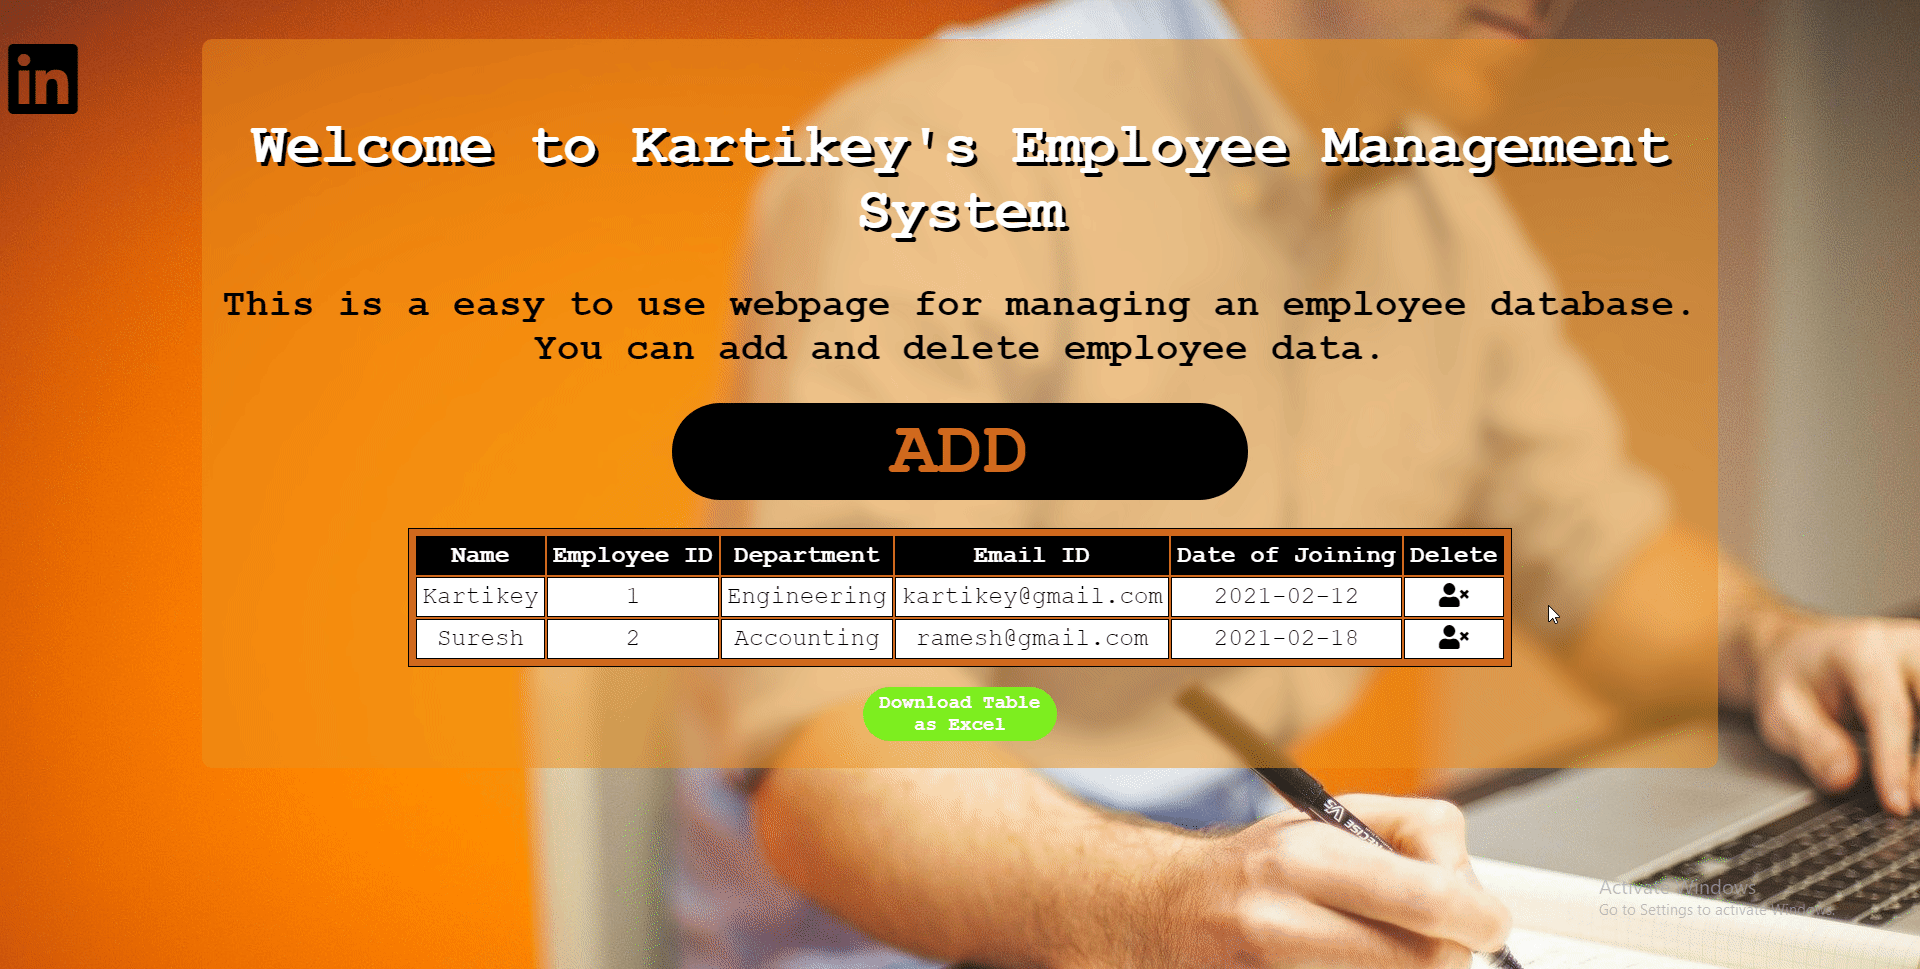 in
Welcome to Kartikey's Employee Management
System
This is a easy to use webpage for managing an employee database.
You can add and delete employee data.
ADD
Name Employee ID Department Email ID Date of Joining Delete
Kartikey 1 Engineering kartikey@gmail.com 2021-02-12
Suresh 2 Accounting ramesh@gmail.com 2021-02-18
Download Table
as Excel
PRECISE V5
Activate Windows
Go to Settings to activate Windows.